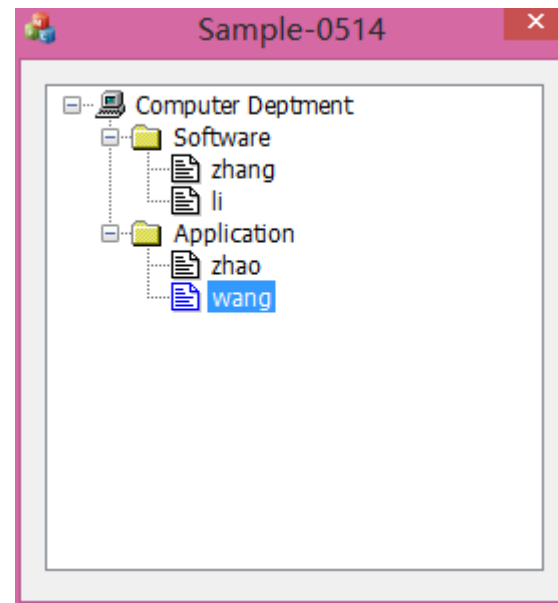 Sample-0514
Computer Deptment
Software
zhang
li
Application
zhao
wang